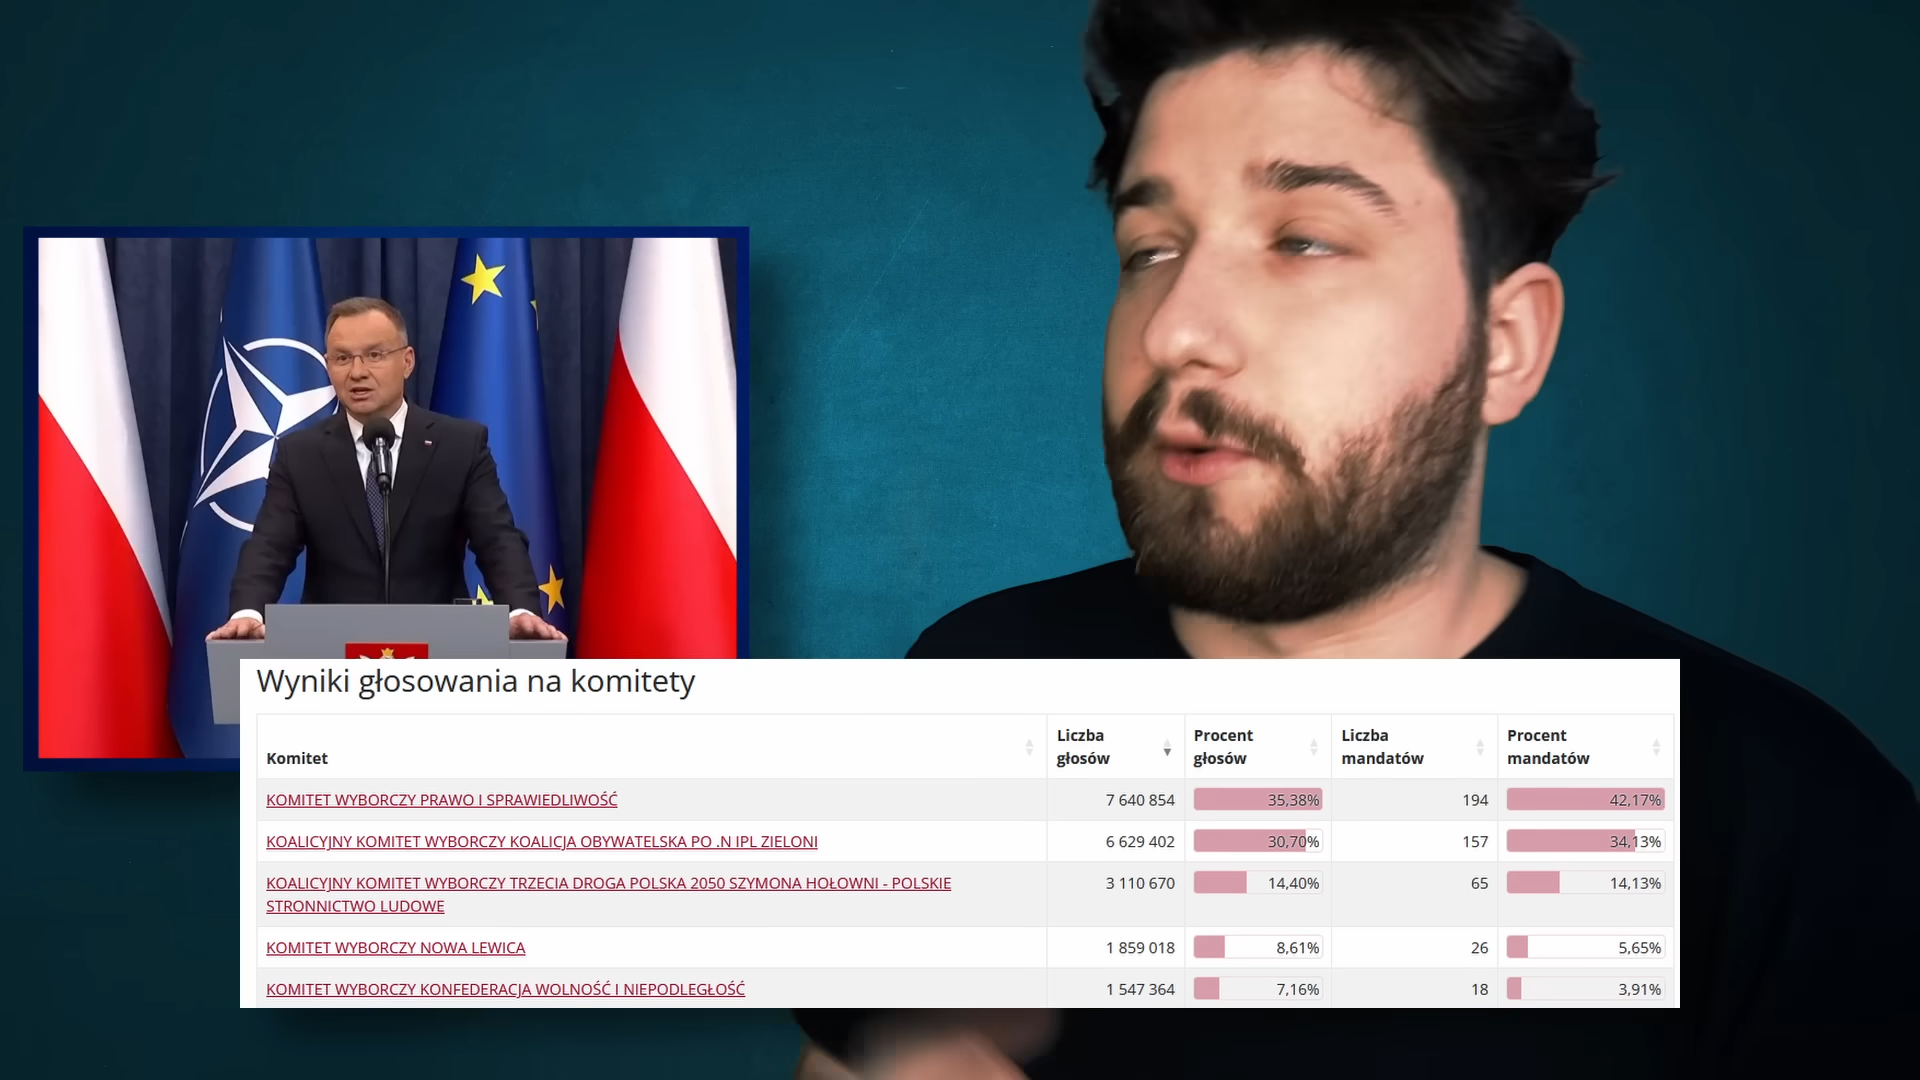 Wyniki głosowania na komitety
Komitet
Liczba głosów
Procent głosów
Liczba mandatów
Procent mandatów
KOMITET WYBORCZY PRAWO I SPRAWIEDLIWOŚĆ 7 640 854 35,38% 194 42,17%
KOALICYJNY KOMITET WYBORCZY KOALICJA OBYWATELSKA PO .N IPL ZIELONI 6 629 402 30,70% 157 34,13%
KOALICYJNY KOMITET WYBORCZY TRZECIA DROGA POLSKA 2050 SZYMONA HOŁOWNI - POLSKIE 3 110 670 14,40% 65 14,13%
STRONNICTWO LUDOWE
KOMITET WYBORCZY NOWA LEWICA 1 859 018 8,61% 26 5,65%
KOMITET WYBORCZY KONFEDERACJA WOLNOŚĆ I NIEPODLEGŁOŚĆ 1 547 364 7,16% 18 3,91%